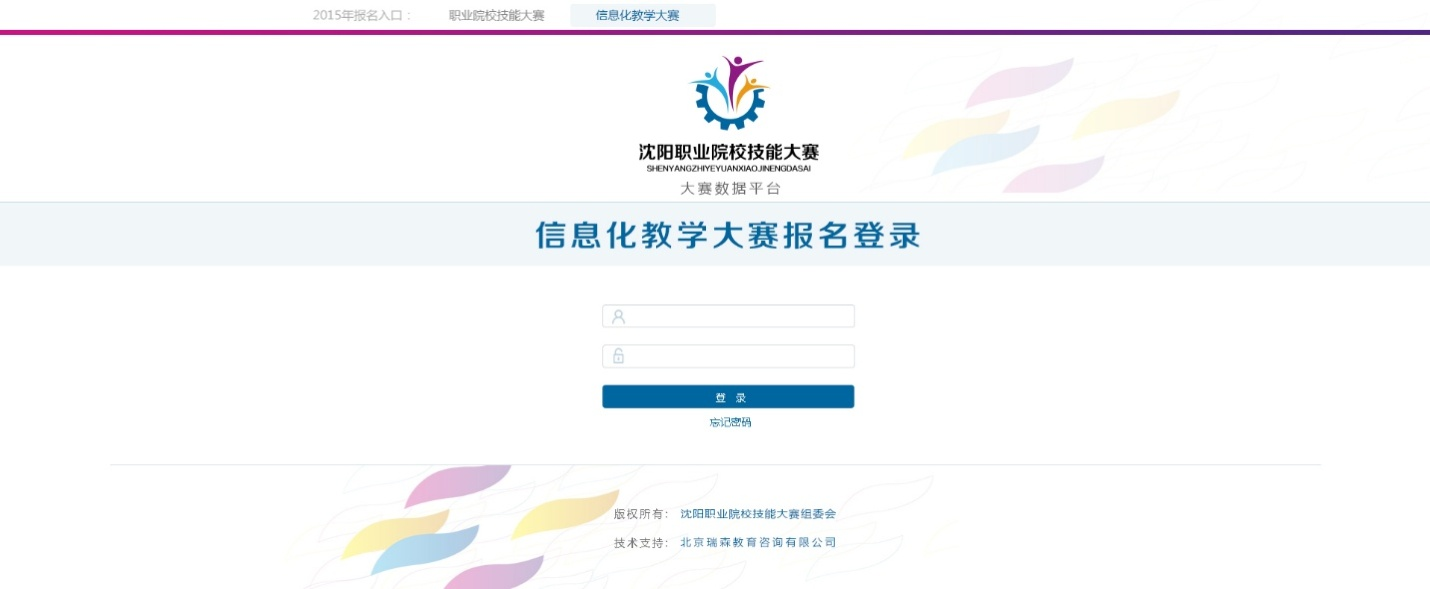 2015年报名入口： 职业院校技能大赛 信息化教学大赛
沈阳职业院校技能大赛
SHENYANGZHIYEYUANXIAOJINENGDASAI
大赛数据平台
信息化教学大赛报名登录
登 录
忘记密码
版权所有： 沈阳职业院校技能大赛组委会
技术支持： 北京瑞森教育咨询有限公司